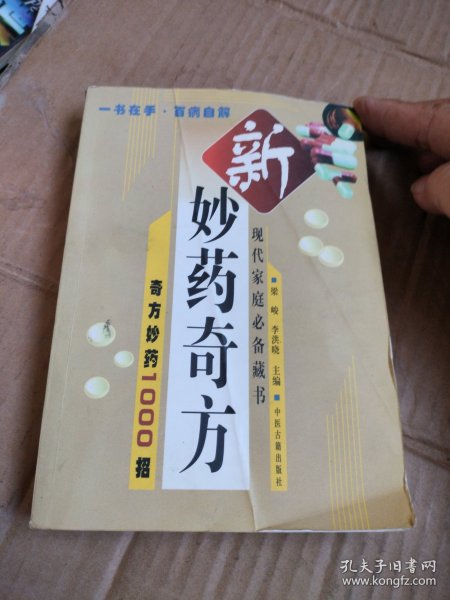 一书在手·百病自解
新
妙药奇方
现代家庭必备藏书
梁峻 李洪晓 主编
中医古籍出版社
奇方妙药1000招
孔夫子旧书网
www.kongfz.com